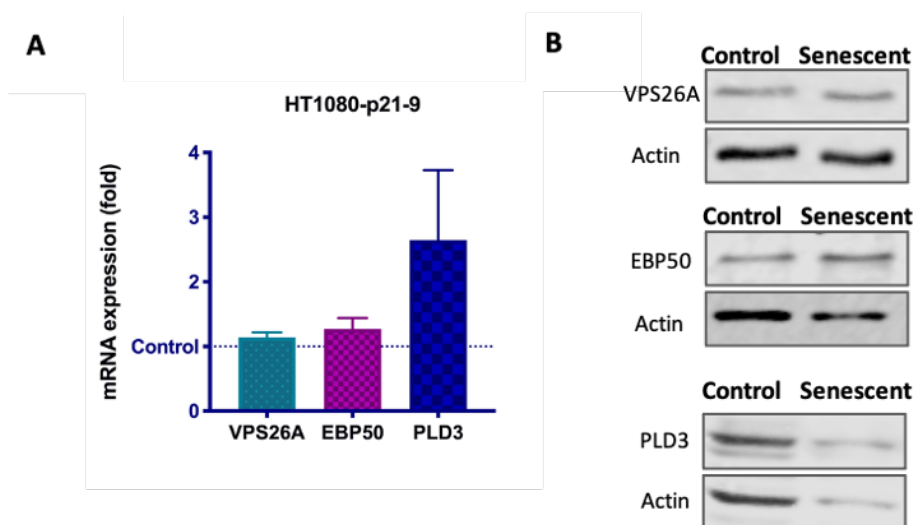 A
HT1080-p21-9
mRNA expression (fold)
4
3
2
Control
0
VPS26A EBP50 PLD3
B
Control Senescent
VPS26A
Actin
Control Senescent
EBP50
Actin
Control Senescent
PLD3
Actin